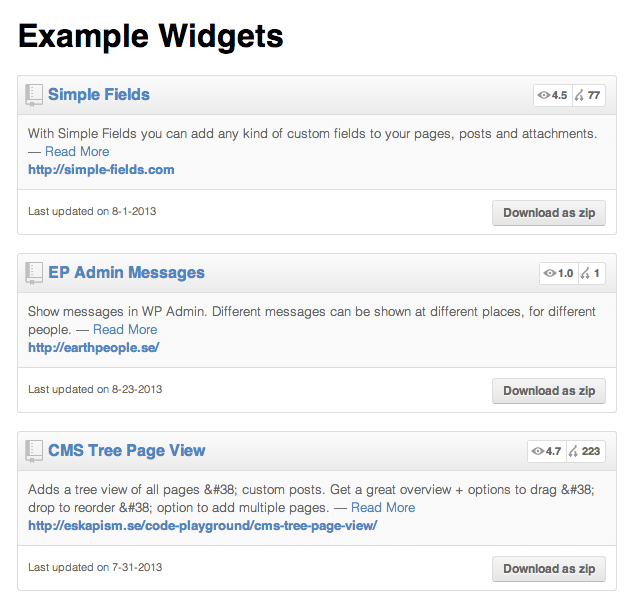 Example Widgets
Simple Fields 4.5 77
With Simple Fields you can add any kind of custom fields to your pages, posts and attachments.
— Read More
http://simple-fields.com
Last updated on 8-1-2013 Download as zip
EP Admin Messages 1.0 1
Show messages in WP Admin. Different messages can be shown at different places, for different
people. — Read More
http://earthpeople.se/
Last updated on 8-23-2013 Download as zip
CMS Tree Page View 4.7 223
Adds a tree view of all pages &#38; custom posts. Get a great overview + options to drag &#38;
drop to reorder &#38; option to add multiple pages. — Read More
http://eskapism.se/code-playground/cms-tree-page-view/
Last updated on 7-31-2013 Download as zip